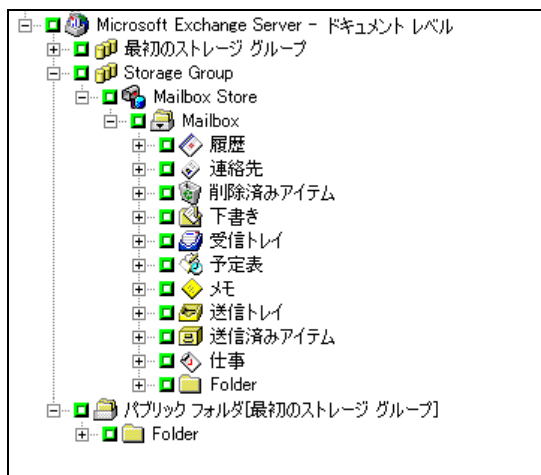 Microsoft Exchange Server - ドキュメント レベル
最初のストレージ グループ
Storage Group
Mailbox Store
Mailbox
履歴
連絡先
削除済みアイテム
下書き
受信トレイ
予定表
メモ
送信トレイ
送信済みアイテム
仕事
Folder
パブリック フォルダ[最初のストレージ グループ]
Folder